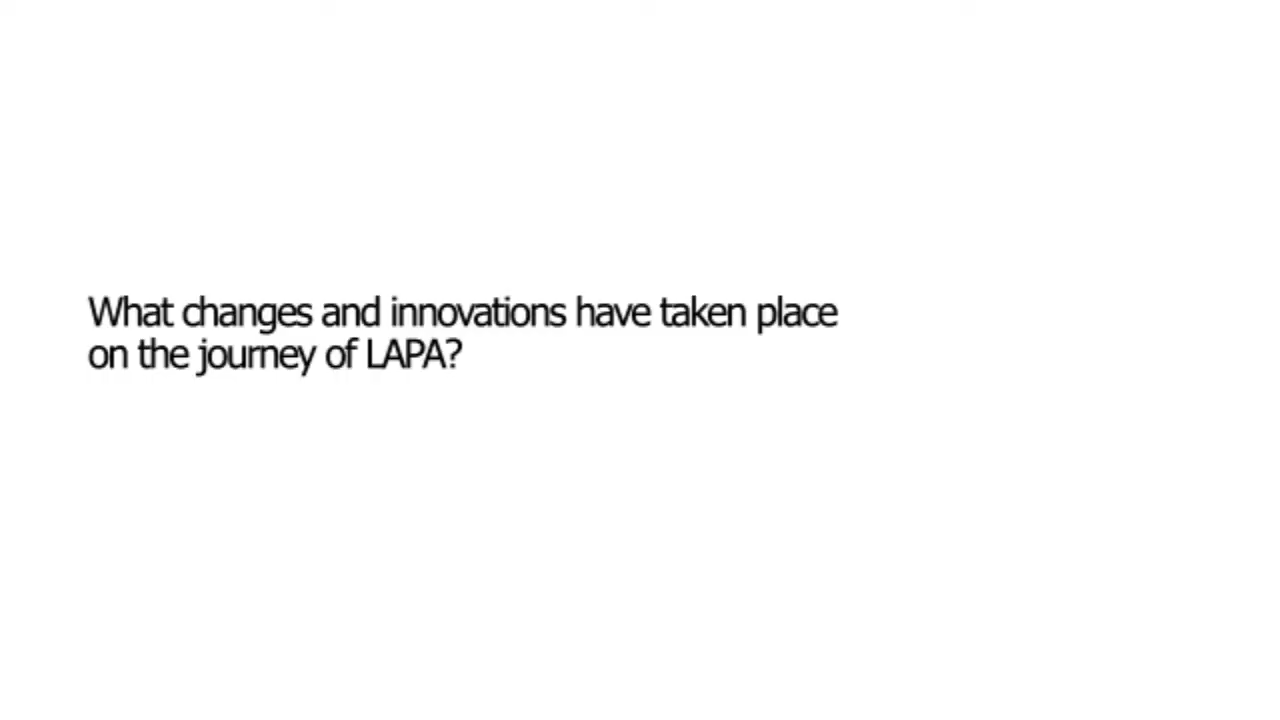 What changes and innovations have taken place
on the journey of LAPA?